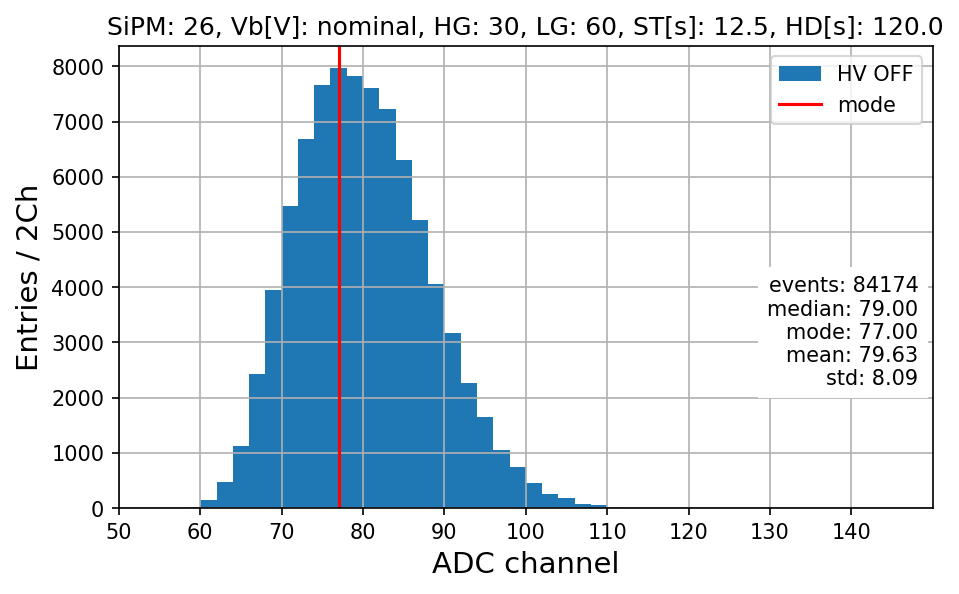 SiPM: 26, Vb[V]: nominal, HG: 30, LG: 60, ST[s]: 12.5, HD[s]: 120.0
Entries / 2Ch
8000
7000
6000
5000
4000
3000
2000
1000
0
HV OFF
mode
events: 84174
median: 79.00
mode: 77.00
mean: 79.63
std: 8.09
50 60 70 80 90 100 110 120 130 140
ADC channel